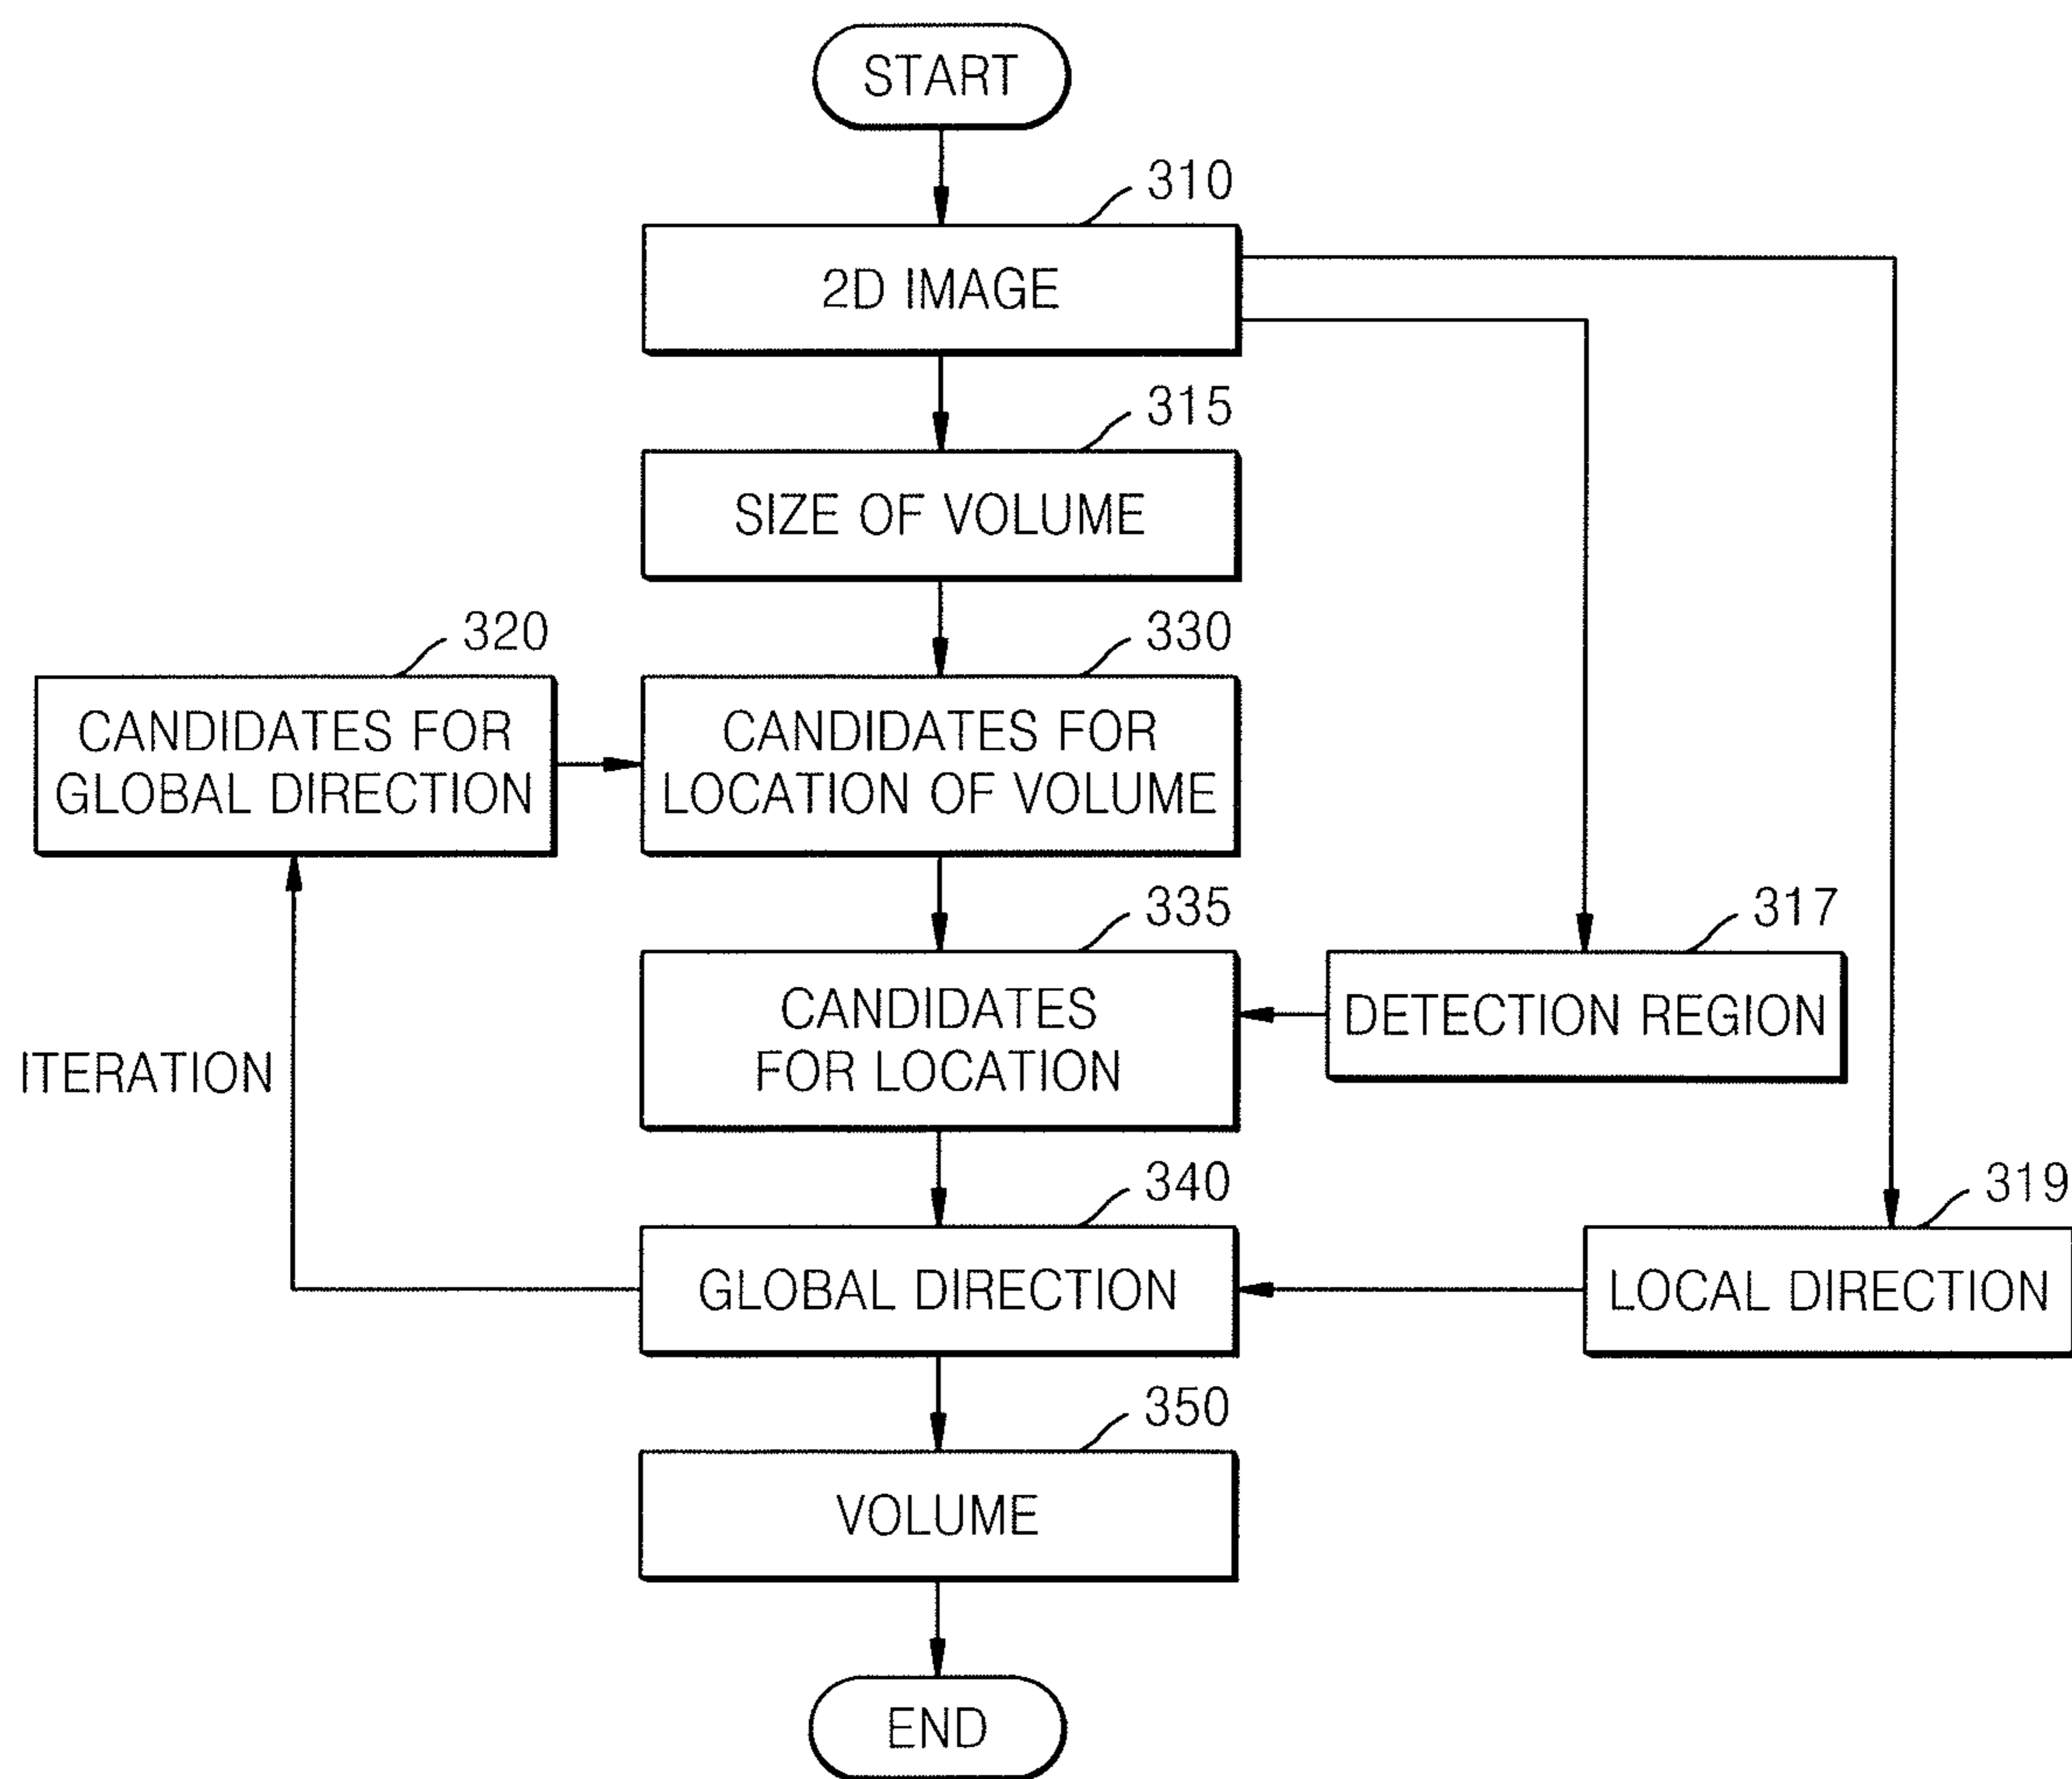 START
310
2D IMAGE
315
SIZE OF VOLUME
320
CANDIDATES FOR
GLOBAL DIRECTION
330
CANDIDATES FOR
LOCATION OF VOLUME
335
CANDIDATES
FOR LOCATION
317
DETECTION REGION
ITERATION
340
GLOBAL DIRECTION
319
LOCAL DIRECTION
350
VOLUME
END